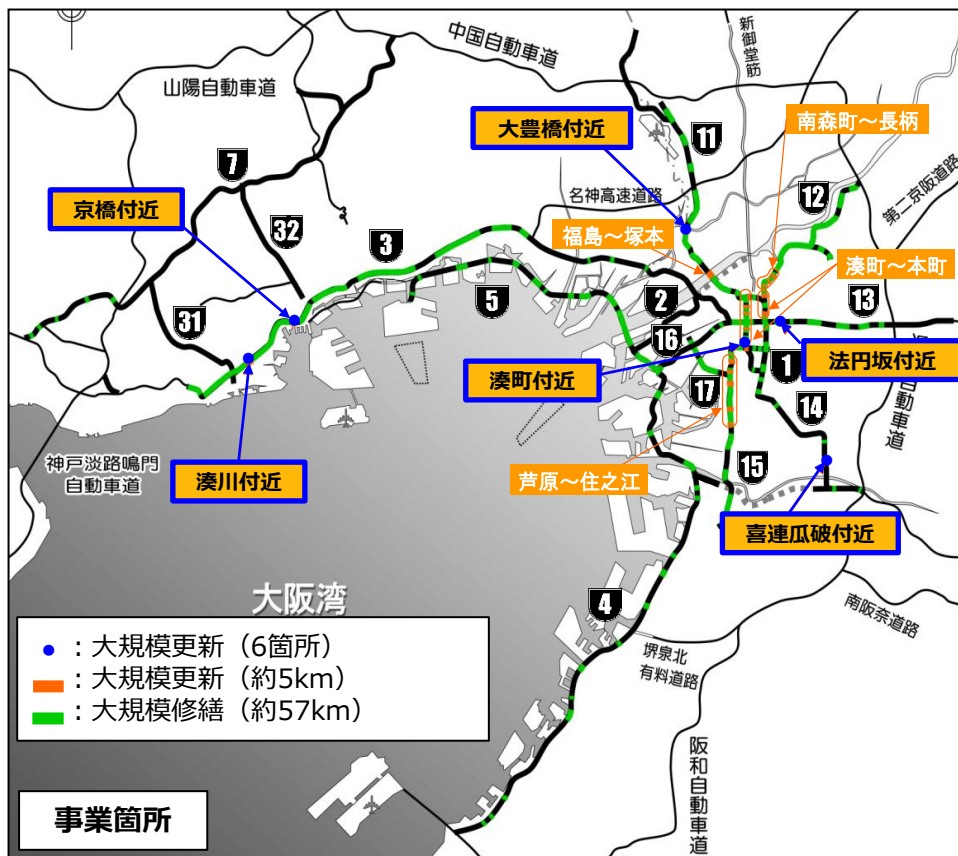 中国自動車道
新御堂筋
山陽自動車道
大豊橋付近
11
南森町～長柄
7
12
第二京阪道路
京橋付近
名神高速道路
32
3
福島～塚本
湊町～本町
5
2
13
31
16
湊町付近
1
法円坂付近
17
14
自動車道
神戸淡路鳴門
自動車道
湊川付近
芦原～住之江
15
喜連瓜破付近
大阪湾
4
南阪奈道路
：大規模更新（6箇所）
：大規模更新（約5km）
：大規模修繕（約57km）
堺泉北
有料道路
阪和自動車道
事業箇所